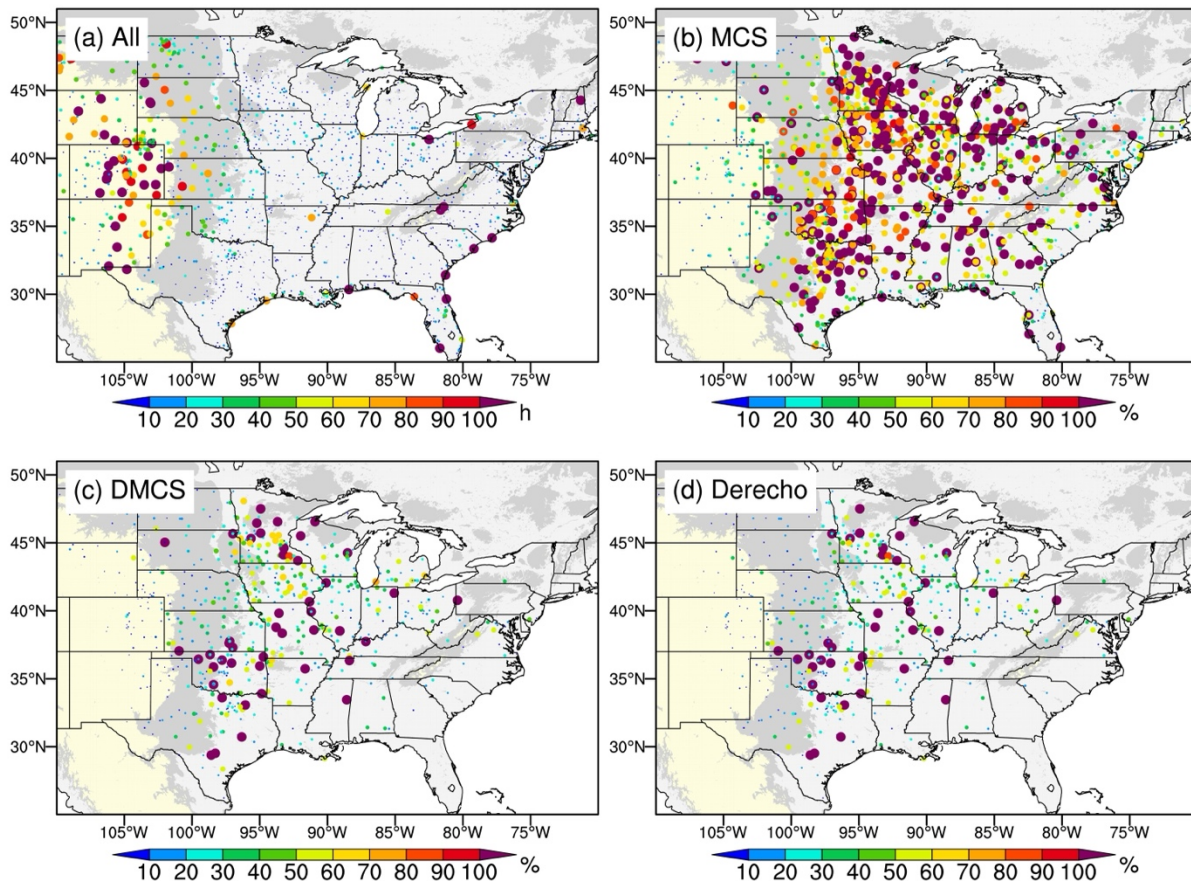 (a) All
(b) MCS
50°N
45°N
40°N
35°N
30°N
50°N
45°N
40°N
35°N
30°N
105°W 100°W 95°W 90°W 85°W 80°W 75°W
105°W 100°W 95°W 90°W 85°W 80°W 75°W
10 20 30 40 50 60 70 80 90 100 h
10 20 30 40 50 60 70 80 90 100 %
(c) DMCS
(d) Derecho
50°N
45°N
40°N
35°N
30°N
50°N
45°N
40°N
35°N
30°N
105°W 100°W 95°W 90°W 85°W 80°W 75°W
105°W 100°W 95°W 90°W 85°W 80°W 75°W
10 20 30 40 50 60 70 80 90 100 %
10 20 30 40 50 60 70 80 90 100 %